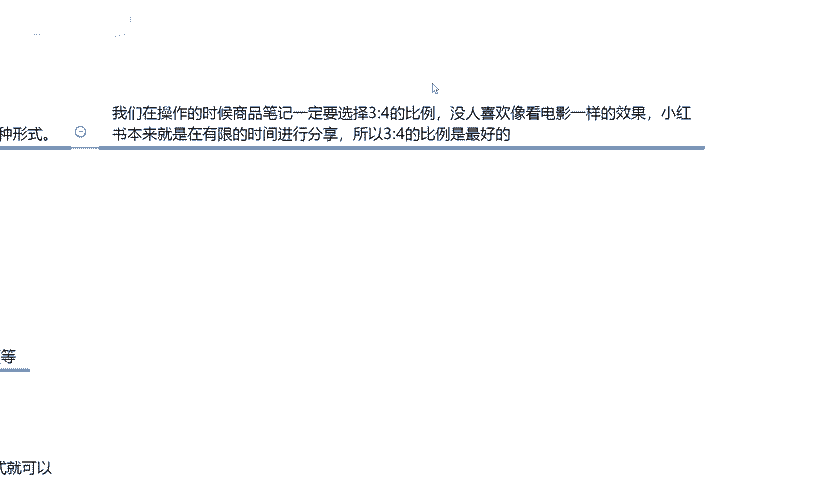 我们在操作的时候商品笔记一定要选择3:4的比例，没人喜欢像看电影一样的效果，小红
种形式。
书本来就是在有限的时间进行分享，所以3:4的比例是最好的
等
式就可以